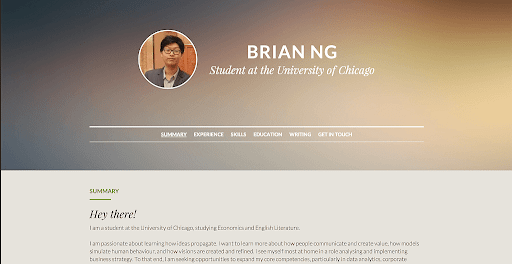 BRIAN NG
Student at the University of Chicago
SUMMARY EXPERIENCE SKILLS EDUCATION WRITING GET IN TOUCH
SUMMARY
Hey there!
I am a student at the University of Chicago, studying Economics and English Literature.
I am passionate about learning how ideas propagate. I want to learn more about how people communicate and create value, how models
simulate human behaviour, and how visions are created and refined. I see myself most at home in a role analysing and implementing
business strategy. To that end, I am seeking opportunities to expand my core competencies, particularly in data analytics, corporate